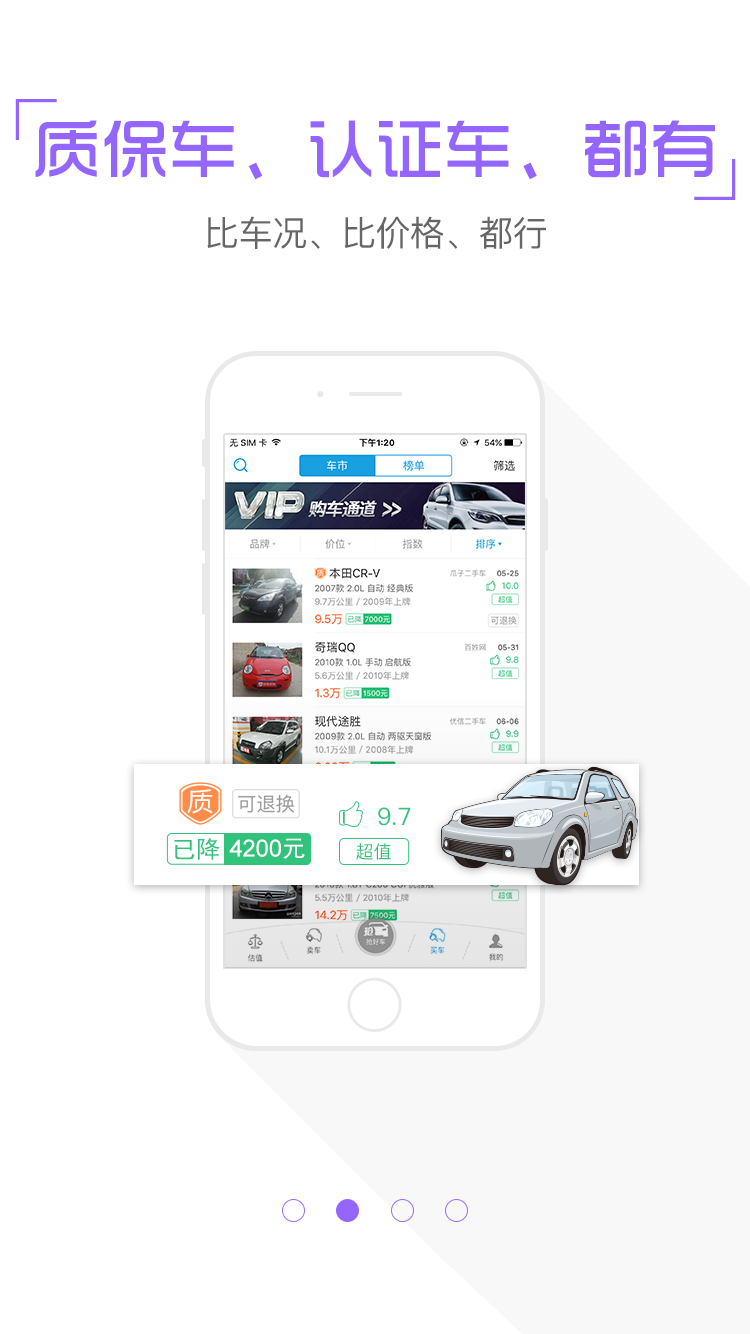 质保车、认证车、都有
比车况、比价格、都行
无 SIM 卡 下午1:20 54%
车市 榜单 筛选
VIP 购车通道 >>
品牌 价位 指数 排序
质 本田CR-V 瓜子二手车 05-25
2007款 2.0L 自动 经典版 10.0
9.7万公里 / 2009年上牌 超值
9.5万 已降 7000元 可退换
奇瑞QQ 百姓网 05-31
2010款 1.0L 手动 启航版 9.8
5.6万公里 / 2010年上牌 超值
1.3万 已降 1500元
现代途胜 优信二手车 06-06
2009款 2.0L 自动 两驱天窗版 9.9
10.1万公里 / 2008年上牌 超值
质 可退换 9.7
已降 4200元 超值
5.5万公里 / 2010年上牌 超值
14.2万 已降 7500元
估值 卖车 抢好车 买车 我的